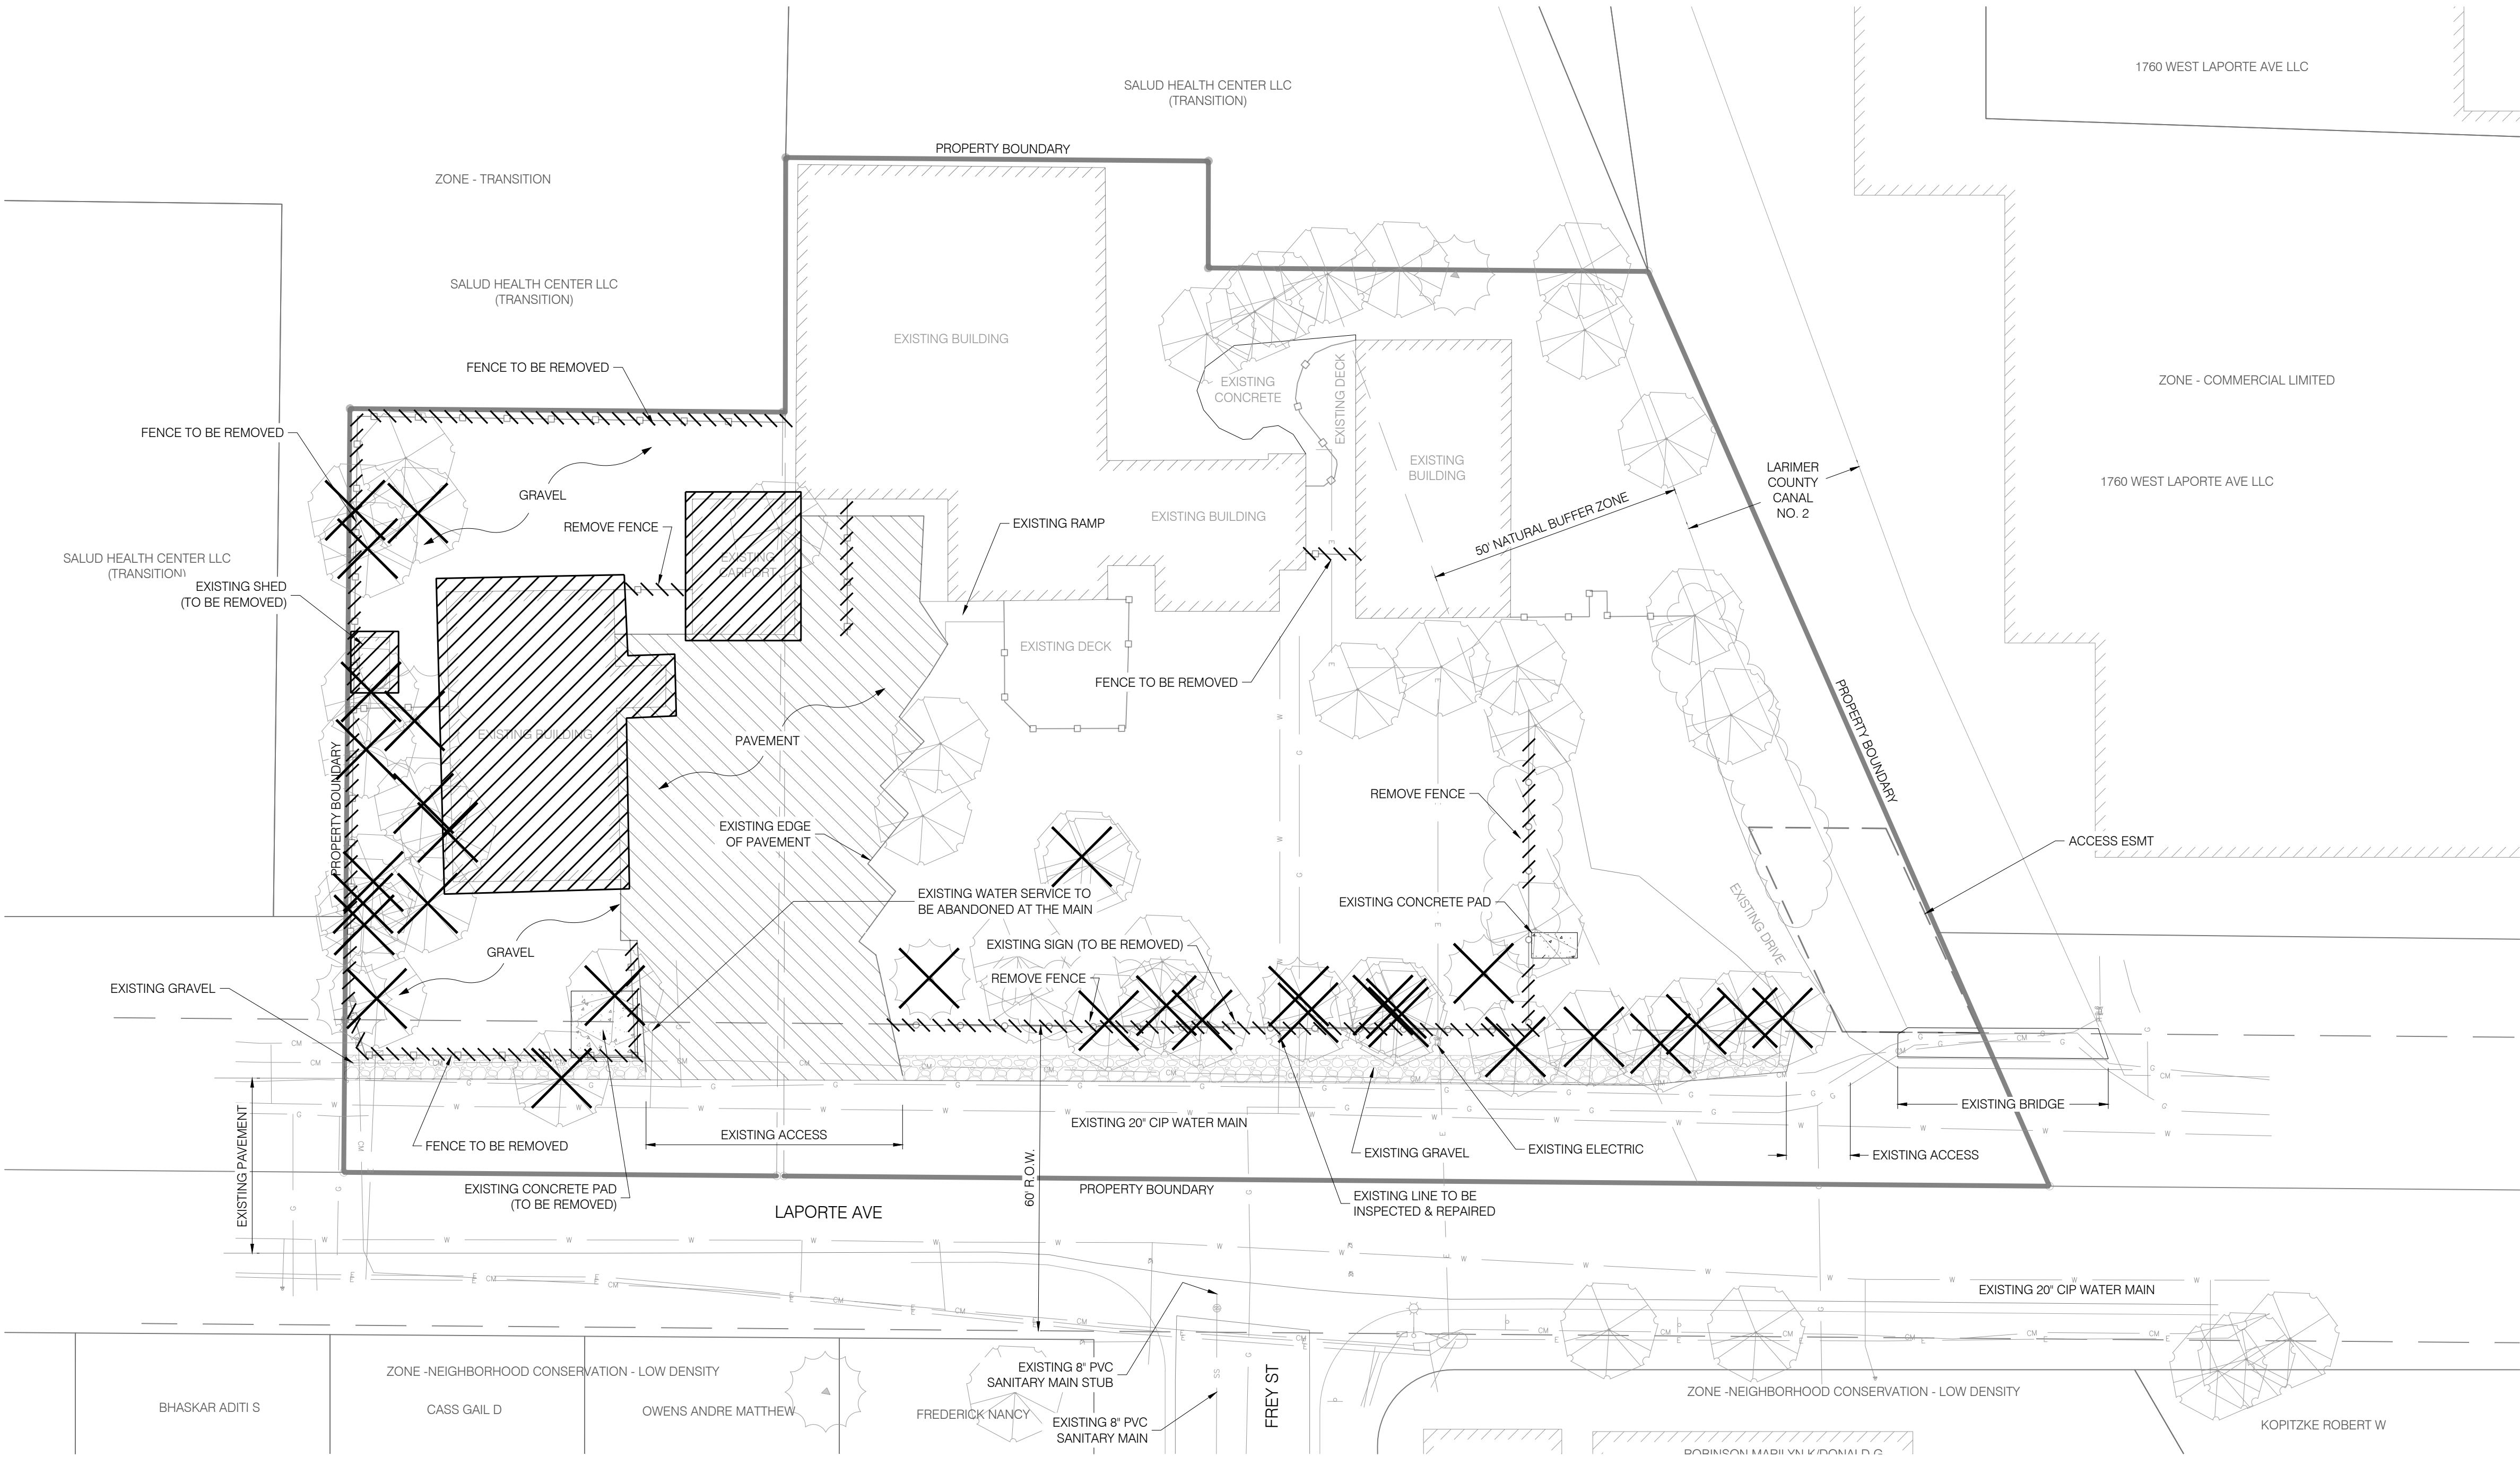 1760 WEST LAPORTE AVE LLC
SALUD HEALTH CENTER LLC
(TRANSITION)
PROPERTY BOUNDARY
ZONE - TRANSITION
SALUD HEALTH CENTER LLC
(TRANSITION)
EXISTING BUILDING
FENCE TO BE REMOVED
EXISTING
CONCRETE
EXISTING DECK
ZONE - COMMERCIAL LIMITED
FENCE TO BE REMOVED
EXISTING
BUILDING
LARIMER
COUNTY
CANAL
NO. 2
1760 WEST LAPORTE AVE LLC
GRAVEL
REMOVE FENCE
EXISTING RAMP
EXISTING BUILDING
50' NATURAL BUFFER ZONE
SALUD HEALTH CENTER LLC
(TRANSITION)
EXISTING
CARPORT
EXISTING SHED
(TO BE REMOVED)
EXISTING DECK
FENCE TO BE REMOVED
PROPERTY BOUNDARY
EXISTING BUILDING
PAVEMENT
PROPERTY BOUNDARY
REMOVE FENCE
EXISTING EDGE
OF PAVEMENT
ACCESS ESMT
EXISTING WATER SERVICE TO
BE ABANDONED AT THE MAIN
EXISTING CONCRETE PAD
EXISTING DRIVE
GRAVEL
EXISTING SIGN (TO BE REMOVED)
REMOVE FENCE
EXISTING GRAVEL
EXISTING BRIDGE
EXISTING 20" CIP WATER MAIN
EXISTING ACCESS
FENCE TO BE REMOVED
EXISTING PAVEMENT
EXISTING GRAVEL
EXISTING ELECTRIC
EXISTING ACCESS
60' R.O.W.
EXISTING CONCRETE PAD
(TO BE REMOVED)
PROPERTY BOUNDARY
EXISTING LINE TO BE
INSPECTED & REPAIRED
LAPORTE AVE
EXISTING 20" CIP WATER MAIN
ZONE -NEIGHBORHOOD CONSERVATION - LOW DENSITY
EXISTING 8" PVC
SANITARY MAIN STUB
FREY ST
ZONE -NEIGHBORHOOD CONSERVATION - LOW DENSITY
BHASKAR ADITI S
CASS GAIL D
OWENS ANDRE MATTHEW
FREDERICK NANCY
EXISTING 8" PVC
SANITARY MAIN
SS
KOPITZKE ROBERT W
ROBINSON MARILYN K/DONALD G